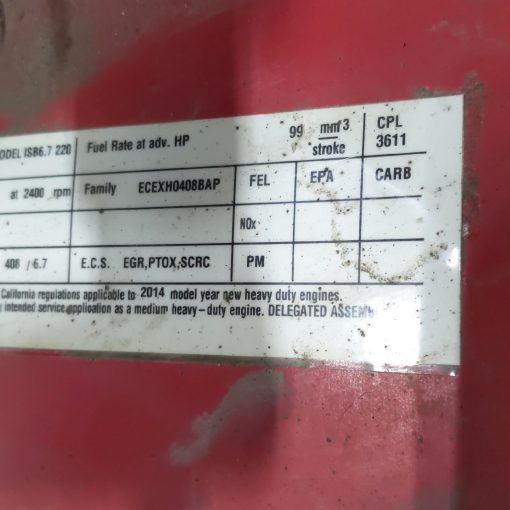 MODEL ISB6.7 220 Fuel Rate at adv. HP 99 mm3 stroke CPL 3611
at 2400 rpm Family ECEXH0408BAP FEL EPA CARB
NOx
408 / 6.7 E.C.S. EGR,PTOX,SCRC PM
California regulations applicable to 2014 model year new heavy duty engines.
intended service application as a medium heavy-duty engine. DELEGATED ASSEM